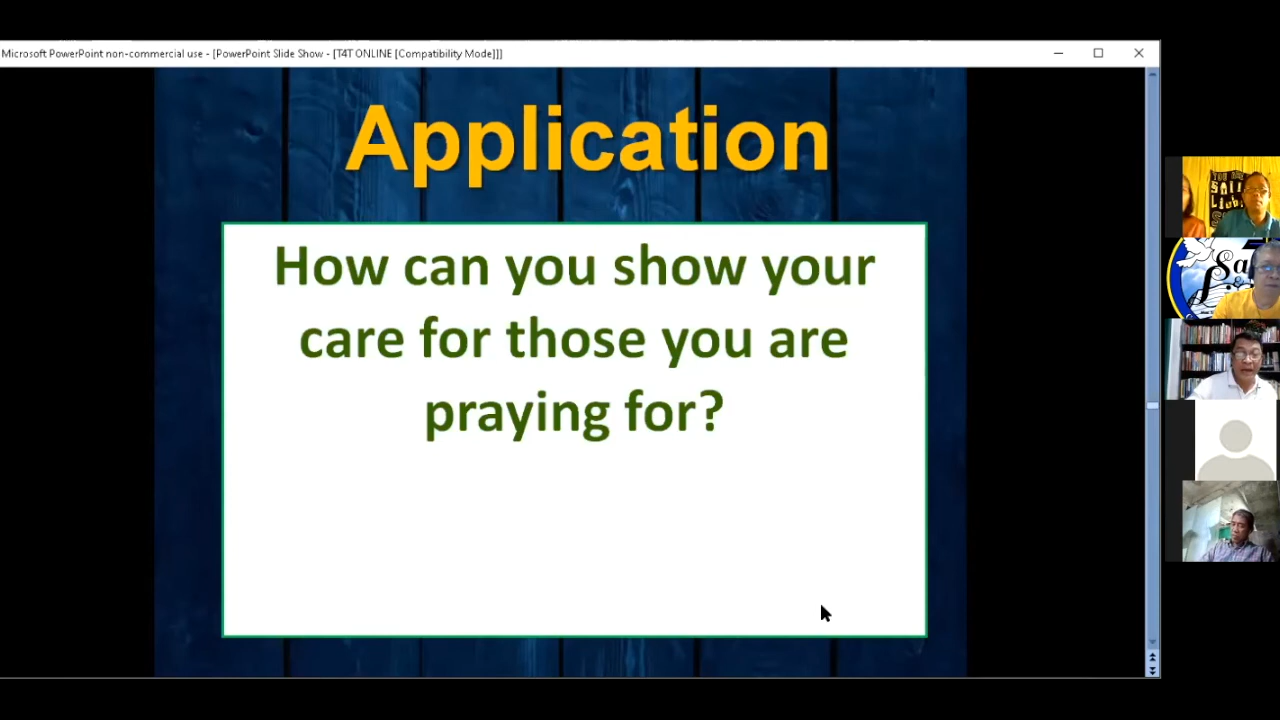 Microsoft PowerPoint non-commercial use - [PowerPoint Slide Show - [T4T ONLINE [Compatibility Mode]]]
Application
How can you show your
care for those you are
praying for?